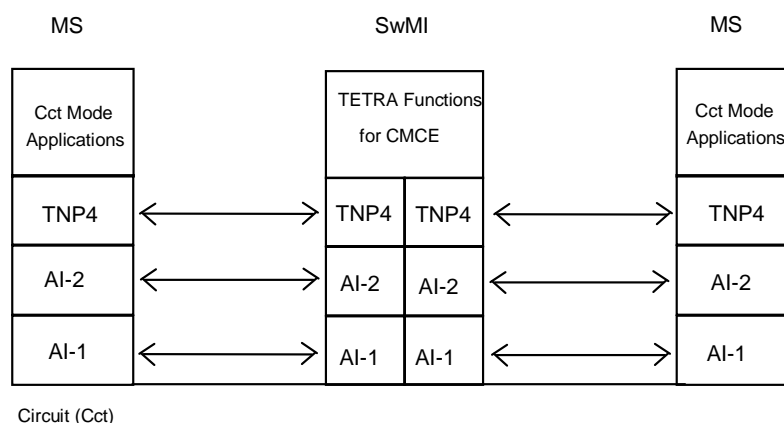 MS
SwMI
MS
Cct Mode
Applications
TETRA Functions
for CMCE
Cct Mode
Applications
TNP4
TNP4
TNP4
TNP4
AI-2
AI-2
AI-2
AI-2
AI-1
AI-1
AI-1
AI-1
Circuit (Cct)